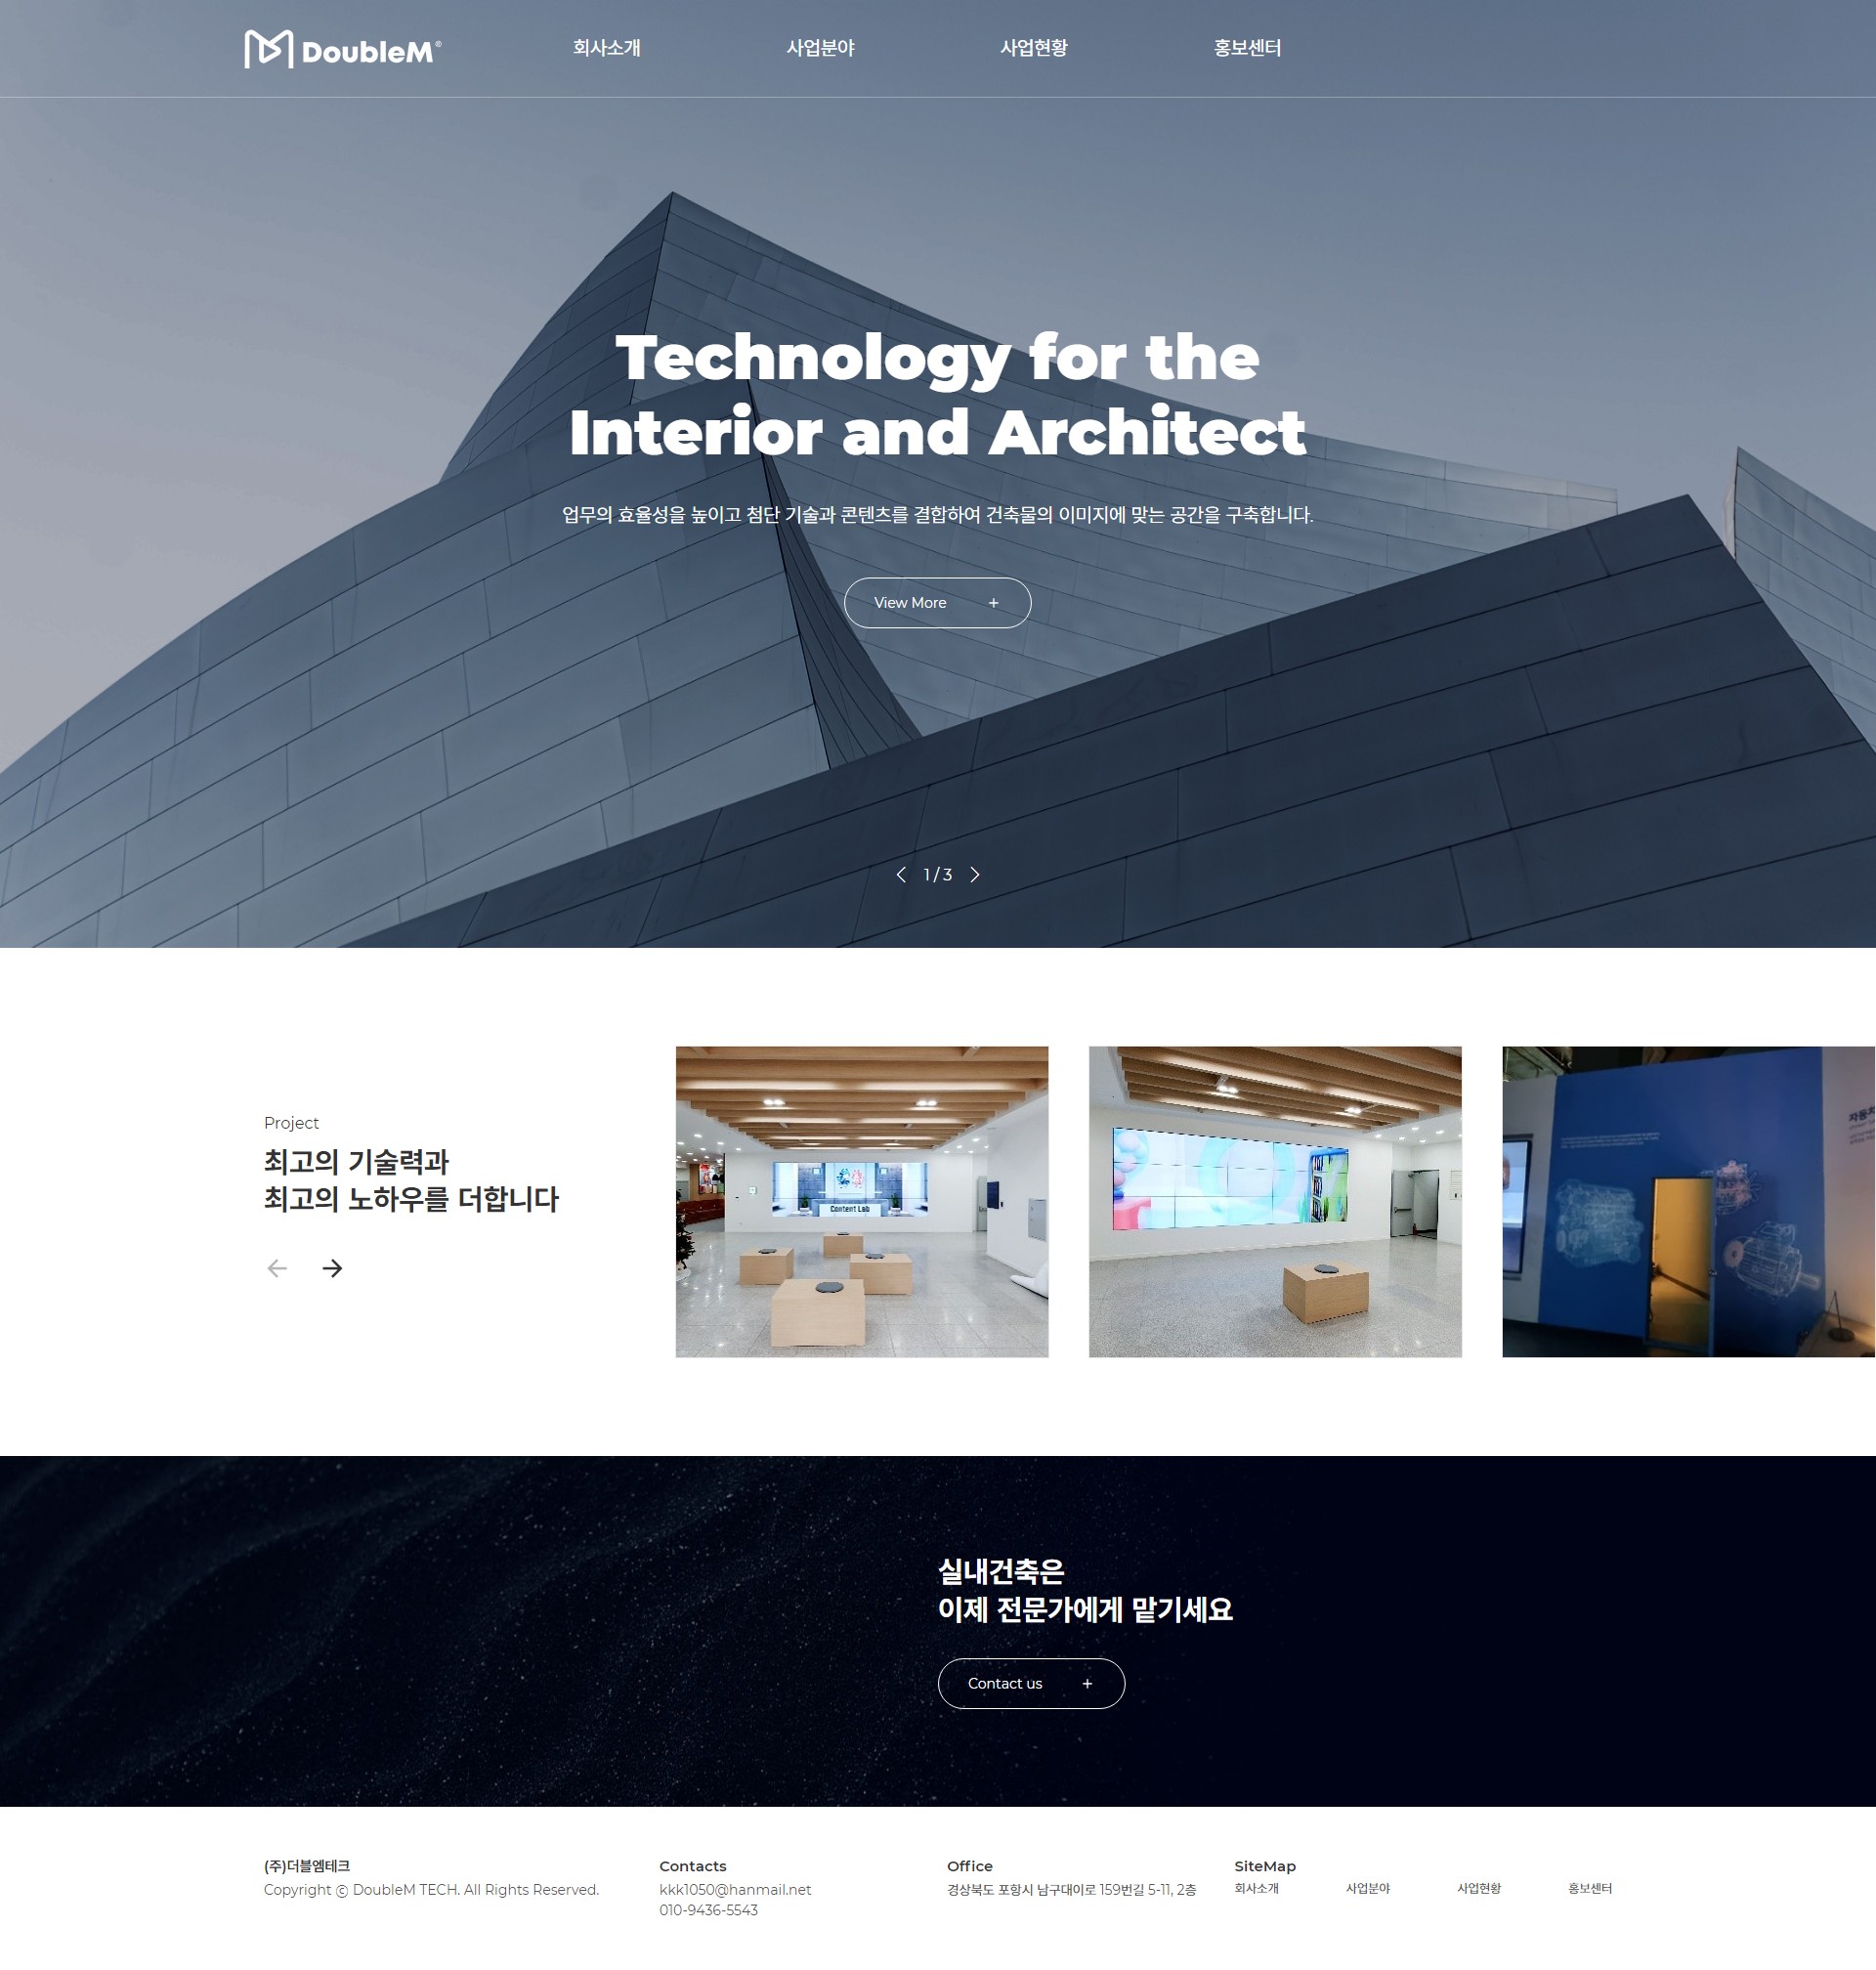 DoubleM®
회사소개
사업분야
사업현황
홍보센터
Technology for the
Interior and Architect
업무의 효율성을 높이고 첨단 기술과 콘텐츠를 결합하여 건축물의 이미지에 맞는 공간을 구축합니다.
View More +
1 / 3
Project
최고의 기술력과
최고의 노하우를 더합니다
Content Lab
실내건축은
이제 전문가에게 맡기세요
Contact us +
(주)더블엠테크
Copyright ⓒ DoubleM TECH. All Rights Reserved.
Contacts
kkk1050@hanmail.net
010-9436-5543
Office
경상북도 포항시 남구대이로 159번길 5-11, 2층
SiteMap
회사소개
사업분야
사업현황
홍보센터